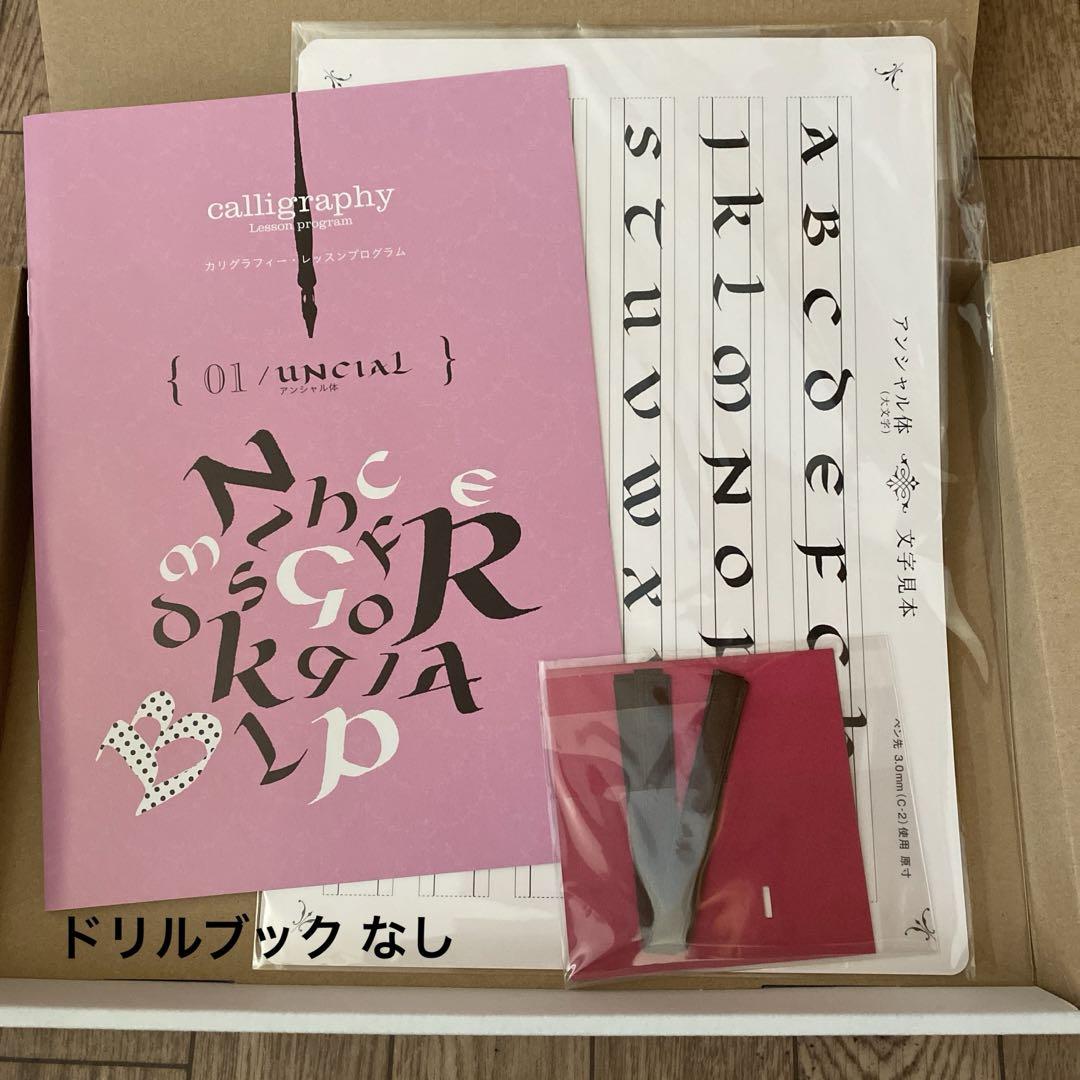 calligraphy
Lesson program
カリグラフィー・レッスンプログラム
{ 01 / UNCIAL }
アンシャル体
N i h C E
m s G F R
d k g o
k q I A
B L p
アンシャル体 文字見本
(大文字)
A B C D E F G h
J K L M N O P
S T U V W X Y
ペン先 3.0mm(C-2)使用 原寸
ドリルブック なし